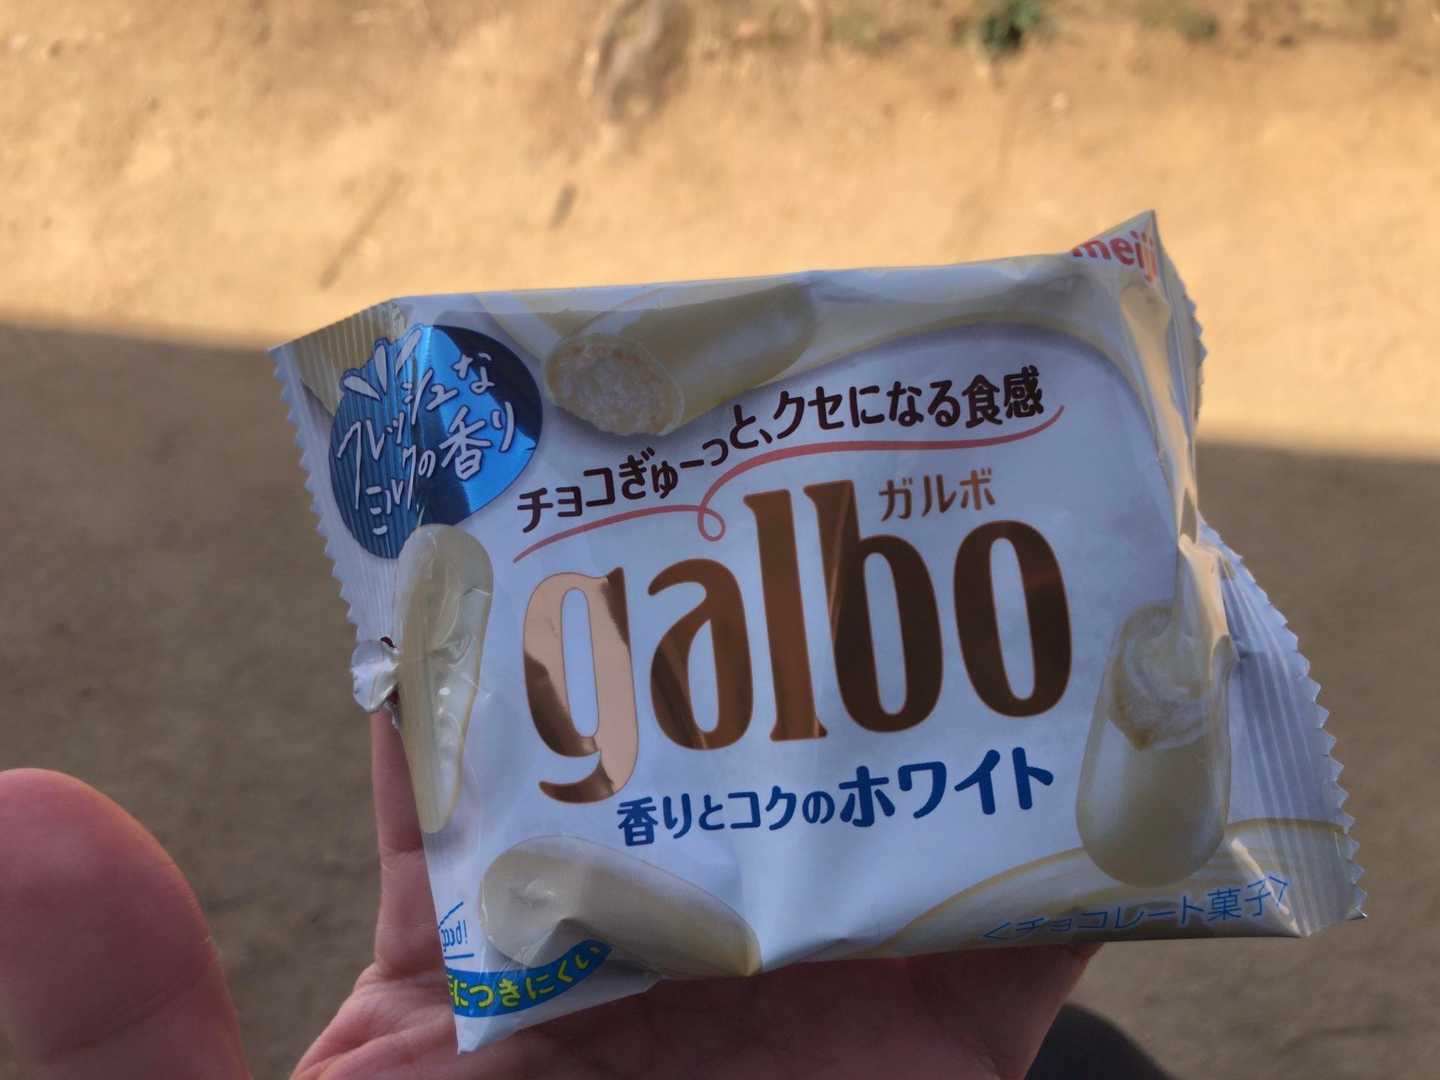 meiji
フレッシュな
ミルクの香り
チョコぎゅーっと、クセになる食感
ガルボ
galbo
香りとコクのホワイト
<チョコレート菓子>
につきにくい